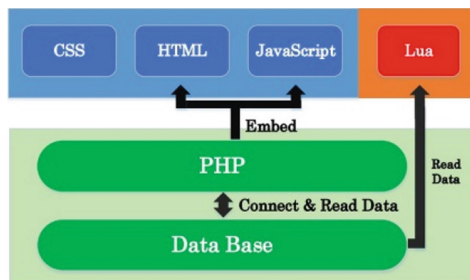 CSS
HTML
JavaScript
Lua
Embed
PHP
Read
Data
Connect & Read Data
Data Base